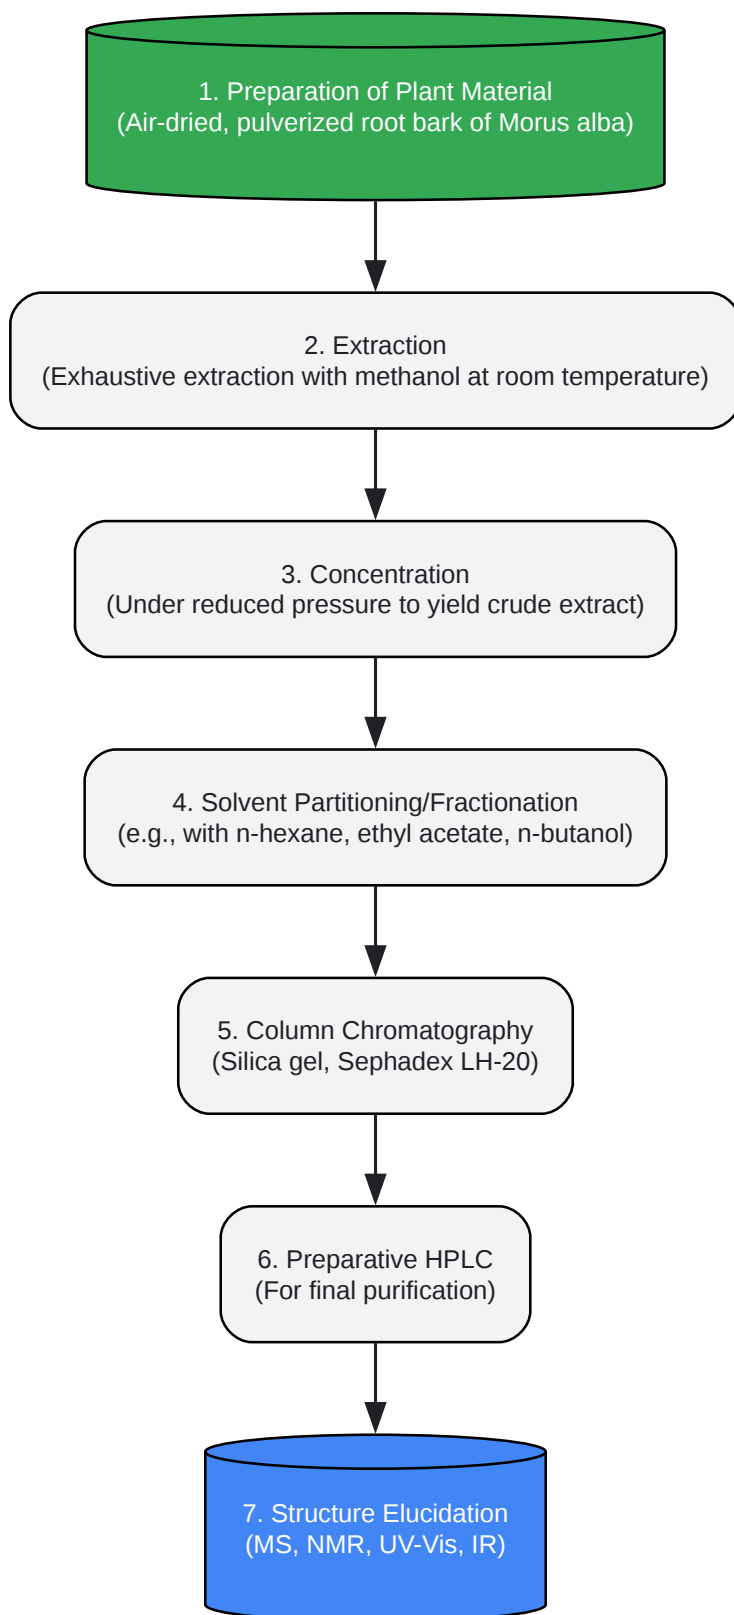 1. Preparation of Plant Material
(Air-dried, pulverized root bark of Morus alba)
2. Extraction
(Exhaustive extraction with methanol at room temperature)
3. Concentration
(Under reduced pressure to yield crude extract)
4. Solvent Partitioning/Fractionation
(e.g., with n-hexane, ethyl acetate, n-butanol)
5. Column Chromatography
(Silica gel, Sephadex LH-20)
6. Preparative HPLC
(For final purification)
7. Structure Elucidation
(MS, NMR, UV-Vis, IR)